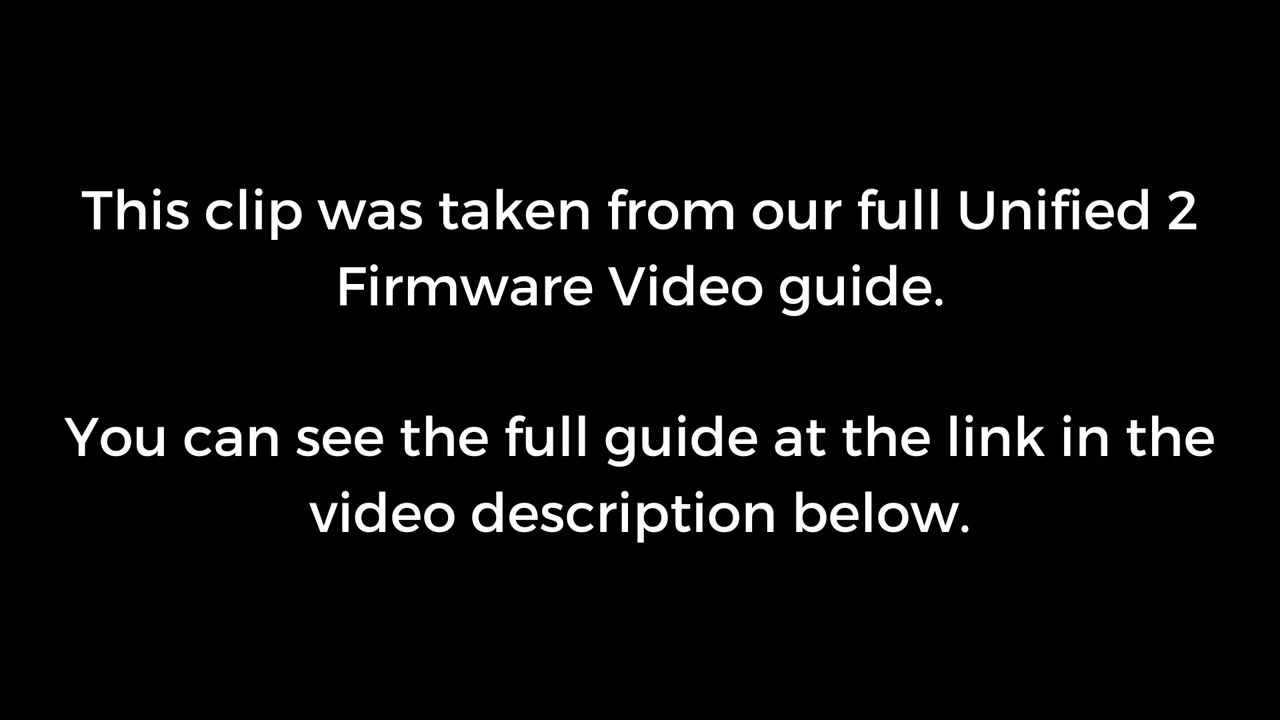 This clip was taken from our full Unified 2
Firmware Video guide.
You can see the full guide at the link in the
video description below.